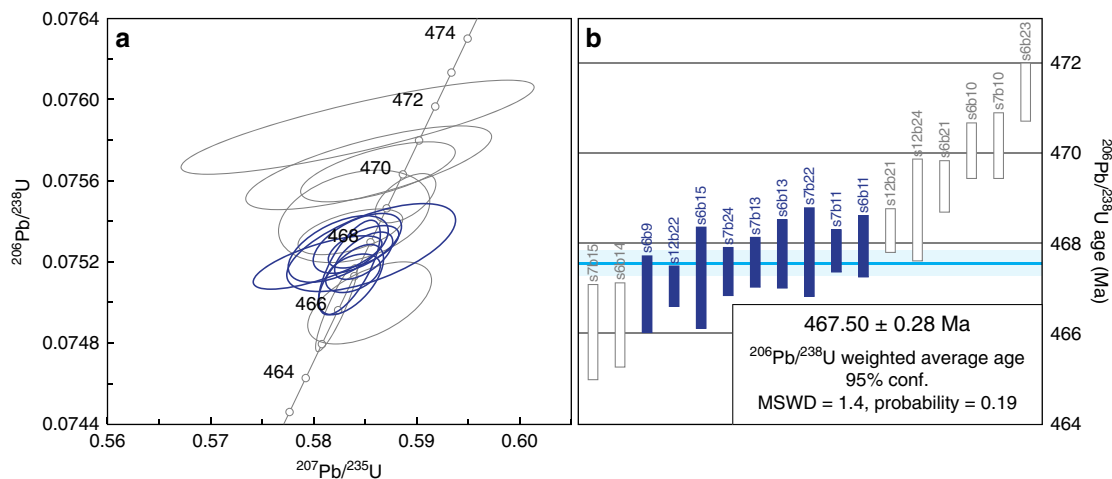 a
0.0764
0.0760
0.0756
0.0752
0.0748
0.0744
²⁰⁶Pb/²³⁸U
474
472
470
468
466
464
0.56
0.57
0.58
0.59
0.60
²⁰⁷Pb/²³⁵U
b
s7b15
s6b14
s6b9
s12b22
s6b15
s7b24
s7b13
s6b13
s7b22
s7b11
s6b11
s12b21
s12b24
s6b21
s6b10
s7b10
s6b23
472
470
468
466
464
²⁰⁶Pb/²³⁸U age (Ma)
467.50 ± 0.28 Ma
²⁰⁶Pb/²³⁸U weighted average age
95% conf.
MSWD = 1.4, probability = 0.19